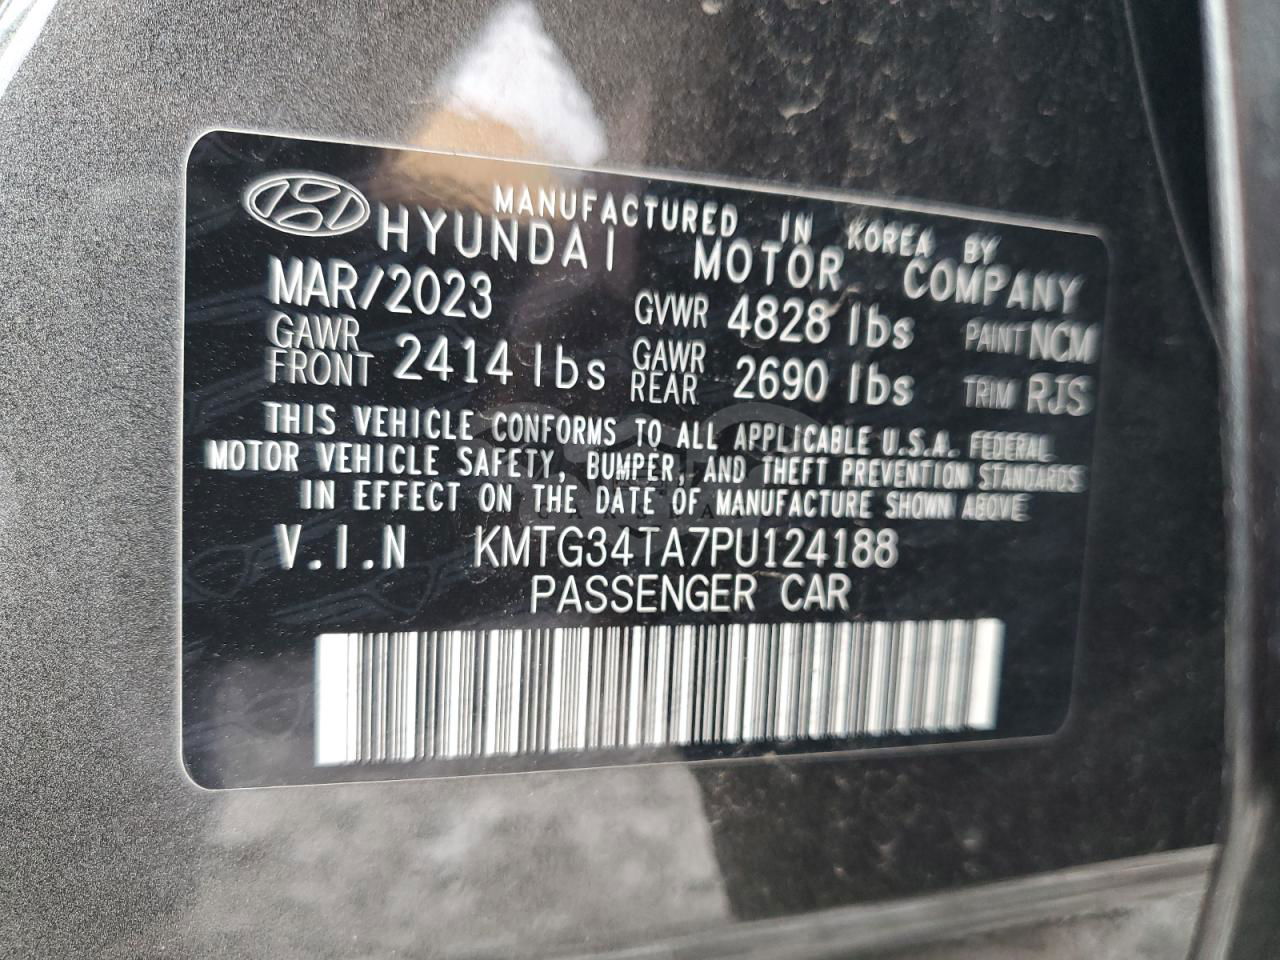 MANUFACTURED IN KOREA BY
HYUNDAI MOTOR COMPANY
MAR/2023 GVWR 4828 lbs PAINT NCM
GAWR FRONT 2414 lbs GAWR REAR 2690 lbs TRIM RJS
THIS VEHICLE CONFORMS TO ALL APPLICABLE U.S.A. FEDERAL
MOTOR VEHICLE SAFETY, BUMPER, AND THEFT PREVENTION STANDARDS
IN EFFECT ON THE DATE OF MANUFACTURE SHOWN ABOVE
V.I.N KMTG34TA7PU124188
PASSENGER CAR